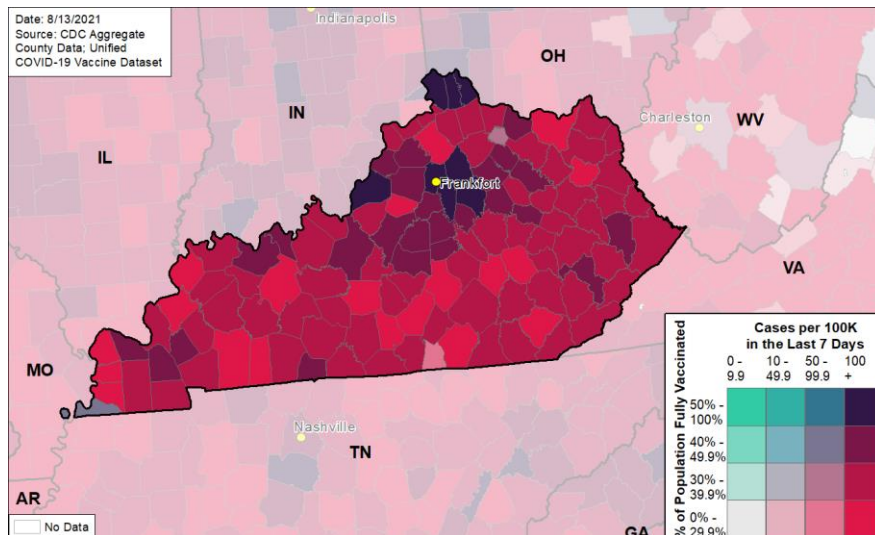 Date: 8/13/2021
Source: CDC Aggregate
County Data; Unified
COVID-19 Vaccine Dataset
Indianapolis
OH
IN
Charleston
WV
IL
Frankfort
VA
MO
Nashville
TN
AR
GA
No Data
Cases per 100K
in the Last 7 Days
0 -
9.9
10 -
49.9
50 -
99.9
100
+
% of Population Fully Vaccinated
50% -
100%
40% -
49.9%
30% -
39.9%
0% -
29.9%